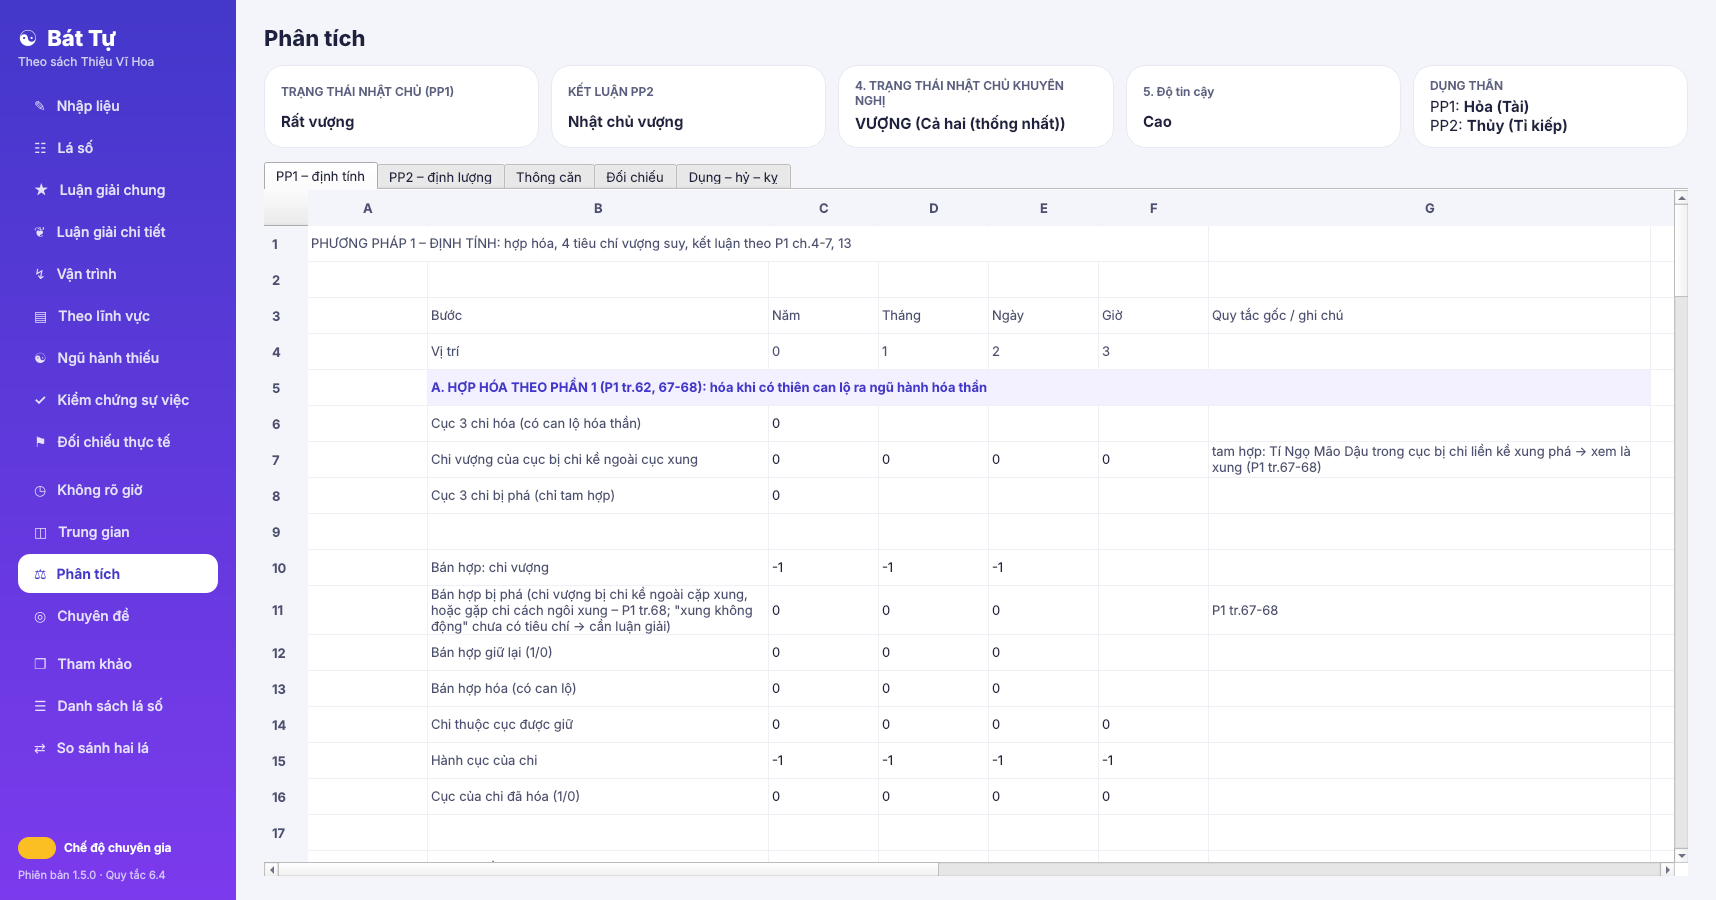 ☯ Bát Tự
Theo sách Thiệu Vĩ Hoa
Nhập liệu
Lá số
Luận giải chung
Luận giải chi tiết
Vận trình
Theo lĩnh vực
Ngũ hành thiếu
Kiểm chứng sự việc
Đối chiếu thực tế
Không rõ giờ
Trung gian
Phân tích
Chuyên đề
Tham khảo
Danh sách lá số
So sánh hai lá
Chế độ chuyên gia
Phiên bản 1.5.0 · Quy tắc 6.4
Phân tích
TRẠNG THÁI NHẬT CHỦ (PP1)
Rất vượng
KẾT LUẬN PP2
Nhật chủ vượng
4. TRẠNG THÁI NHẬT CHỦ KHUYẾN
NGHỊ
VƯỢNG (Cả hai (thống nhất))
5. Độ tin cậy
Cao
DỤNG THẦN
PP1: Hỏa (Tài)
PP2: Thủy (Tỉ kiếp)
PP1 – định tính PP2 – định lượng Thông căn Đối chiếu Dụng – hỷ – kỵ
A B C D E F G
1 PHƯƠNG PHÁP 1 – ĐỊNH TÍNH: hợp hóa, 4 tiêu chí vượng suy, kết luận theo P1 ch.4-7, 13
2
3 Bước Năm Tháng Ngày Giờ Quy tắc gốc / ghi chú
4 Vị trí 0 1 2 3
5 A. HỢP HÓA THEO PHẦN 1 (P1 tr.62, 67-68): hóa khi có thiên can lộ ra ngũ hành hóa thần
6 Cục 3 chi hóa (có can lộ hóa thần) 0
7 Chi vượng của cục bị chi kề ngoài cục xung 0 0 0 0 tam hợp: Tí Ngọ Mão Dậu trong cục bị chi liền kề xung phá → xem là
xung (P1 tr.67-68)
8 Cục 3 chi bị phá (chỉ tam hợp) 0
9
10 Bán hợp: chi vượng -1 -1 -1
Bán hợp bị phá (chi vượng bị chi kề ngoài cặp xung,
11 hoặc gặp chi cách ngôi xung – P1 tr.68; "xung không 0 0 0 P1 tr.67-68
động" chưa có tiêu chí → cần luận giải)
12 Bán hợp giữ lại (1/0) 0 0 0
13 Bán hợp hóa (có can lộ) 0 0 0
14 Chi thuộc cục được giữ 0 0 0 0
15 Hành cục của chi -1 -1 -1 -1
16 Cục của chi đã hóa (1/0) 0 0 0 0
17